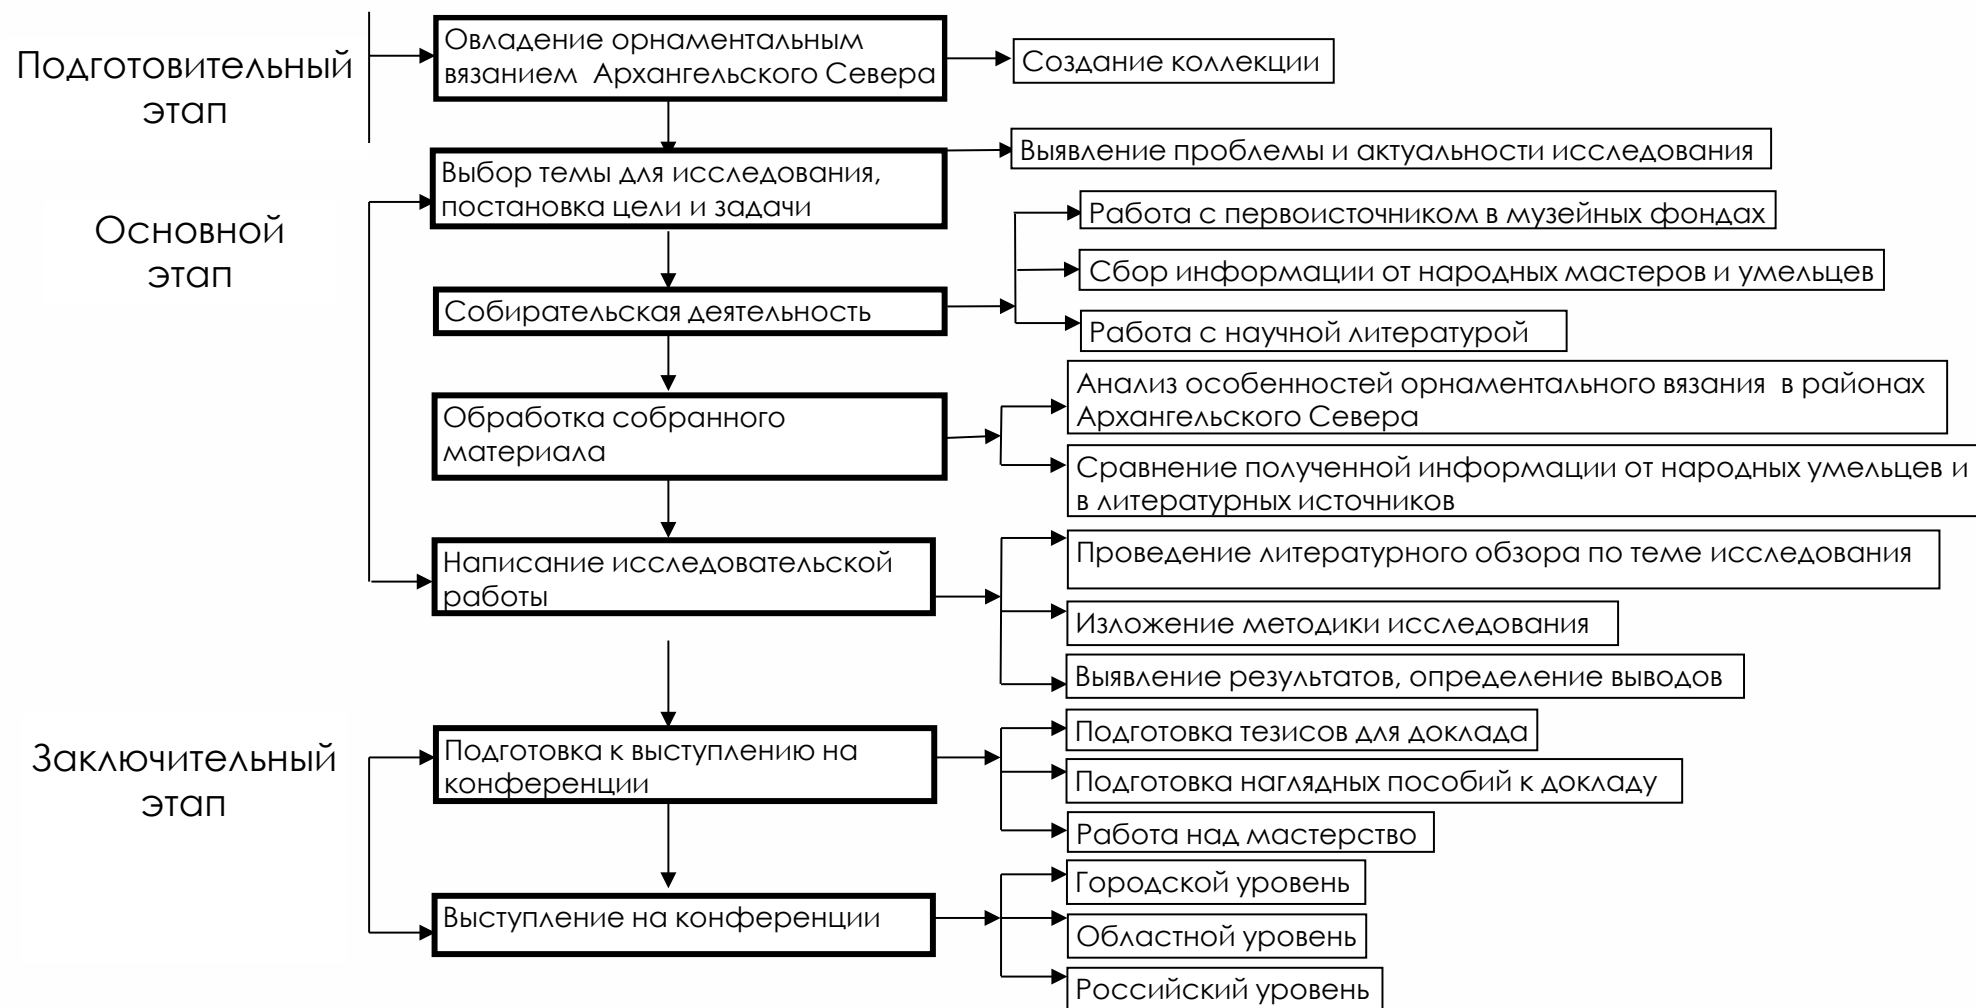 Подготовительный
этап
Овладение орнаментальным
вязанием Архангельского Севера
Создание коллекции
Основной
этап
Выбор темы для исследования,
постановка цели и задачи
Выявление проблемы и актуальности исследования
Собирательская деятельность
Работа с первоисточником в музейных фондах
Сбор информации от народных мастеров и умельцев
Работа с научной литературой
Обработка собранного
материала
Анализ особенностей орнаментального вязания в районах
Архангельского Севера
Сравнение полученной информации от народных умельцев и
в литературных источников
Написание исследовательской
работы
Проведение литературного обзора по теме исследования
Изложение методики исследования
Выявление результатов, определение выводов
Заключительный
этап
Подготовка к выступлению на
конференции
Подготовка тезисов для доклада
Подготовка наглядных пособий к докладу
Работа над мастерство
Выступление на конференции
Городской уровень
Областной уровень
Российский уровень